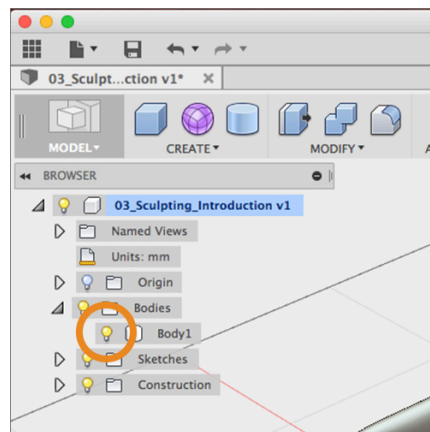 03_Sculpt...ction v1*
MODEL
CREATE
MODIFY
BROWSER
03_Sculpting_Introduction v1
Named Views
Units: mm
Origin
Bodies
Body1
Sketches
Construction